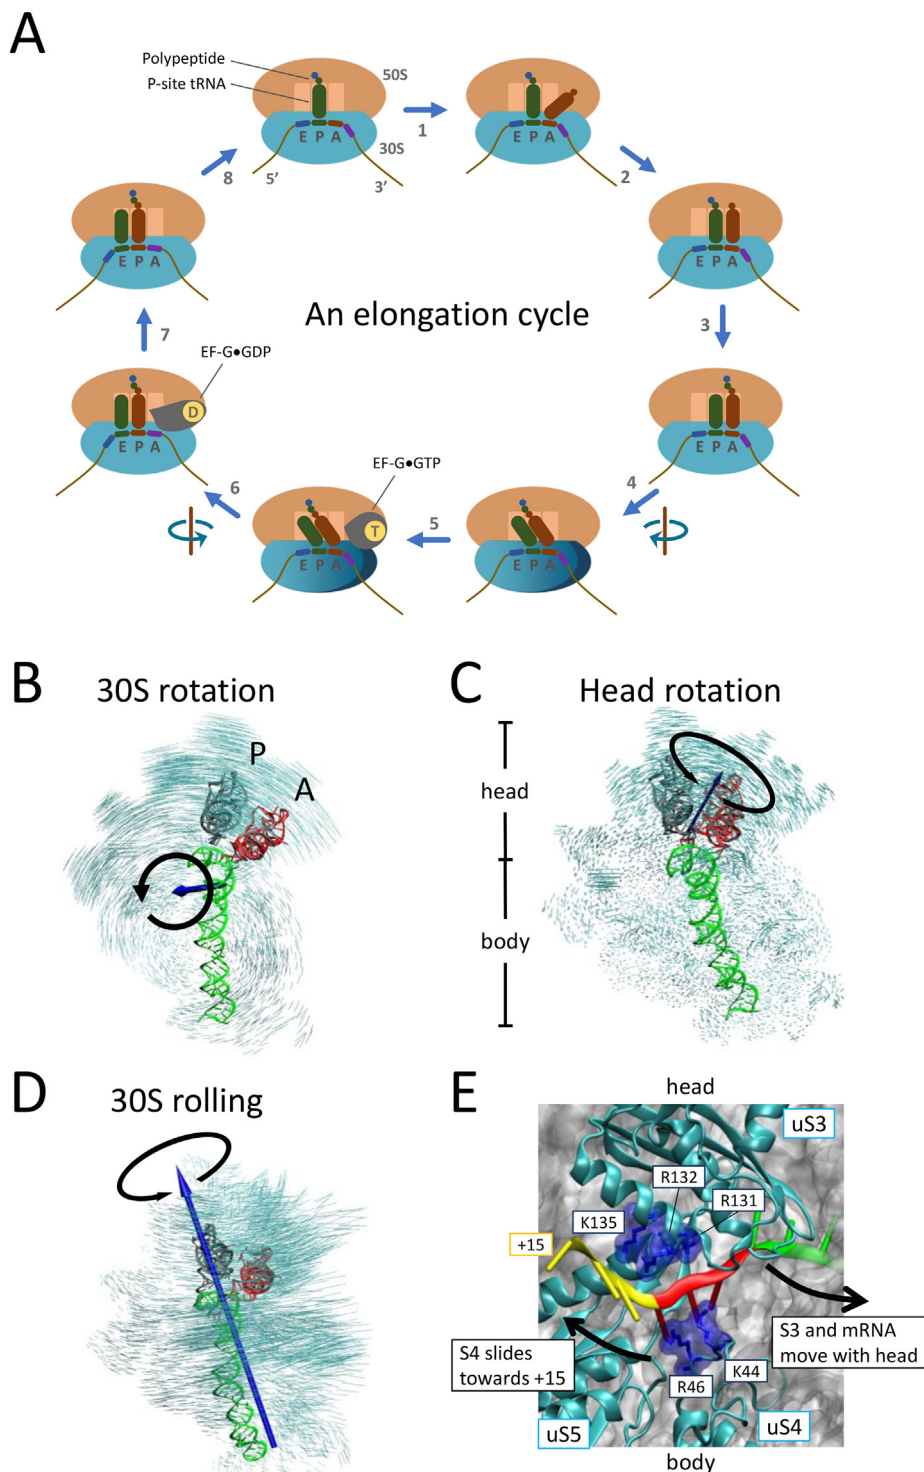 A
Polypeptide
P-site tRNA
50S
30S
E P A
5’
3’
1
E P A
2
E P A
3
E P A
4
E P A
5
EF-G●GTP
T
E P A
6
EF-G●GDP
D
E P A
7
E P A
8
An elongation cycle
B
30S rotation
P
A
C
Head rotation
head
body
D
30S rolling
E
head
uS3
R132
R131
K135
+15
S4 slides
towards +15
S3 and mRNA
move with head
R46
K44
uS5
uS4
body